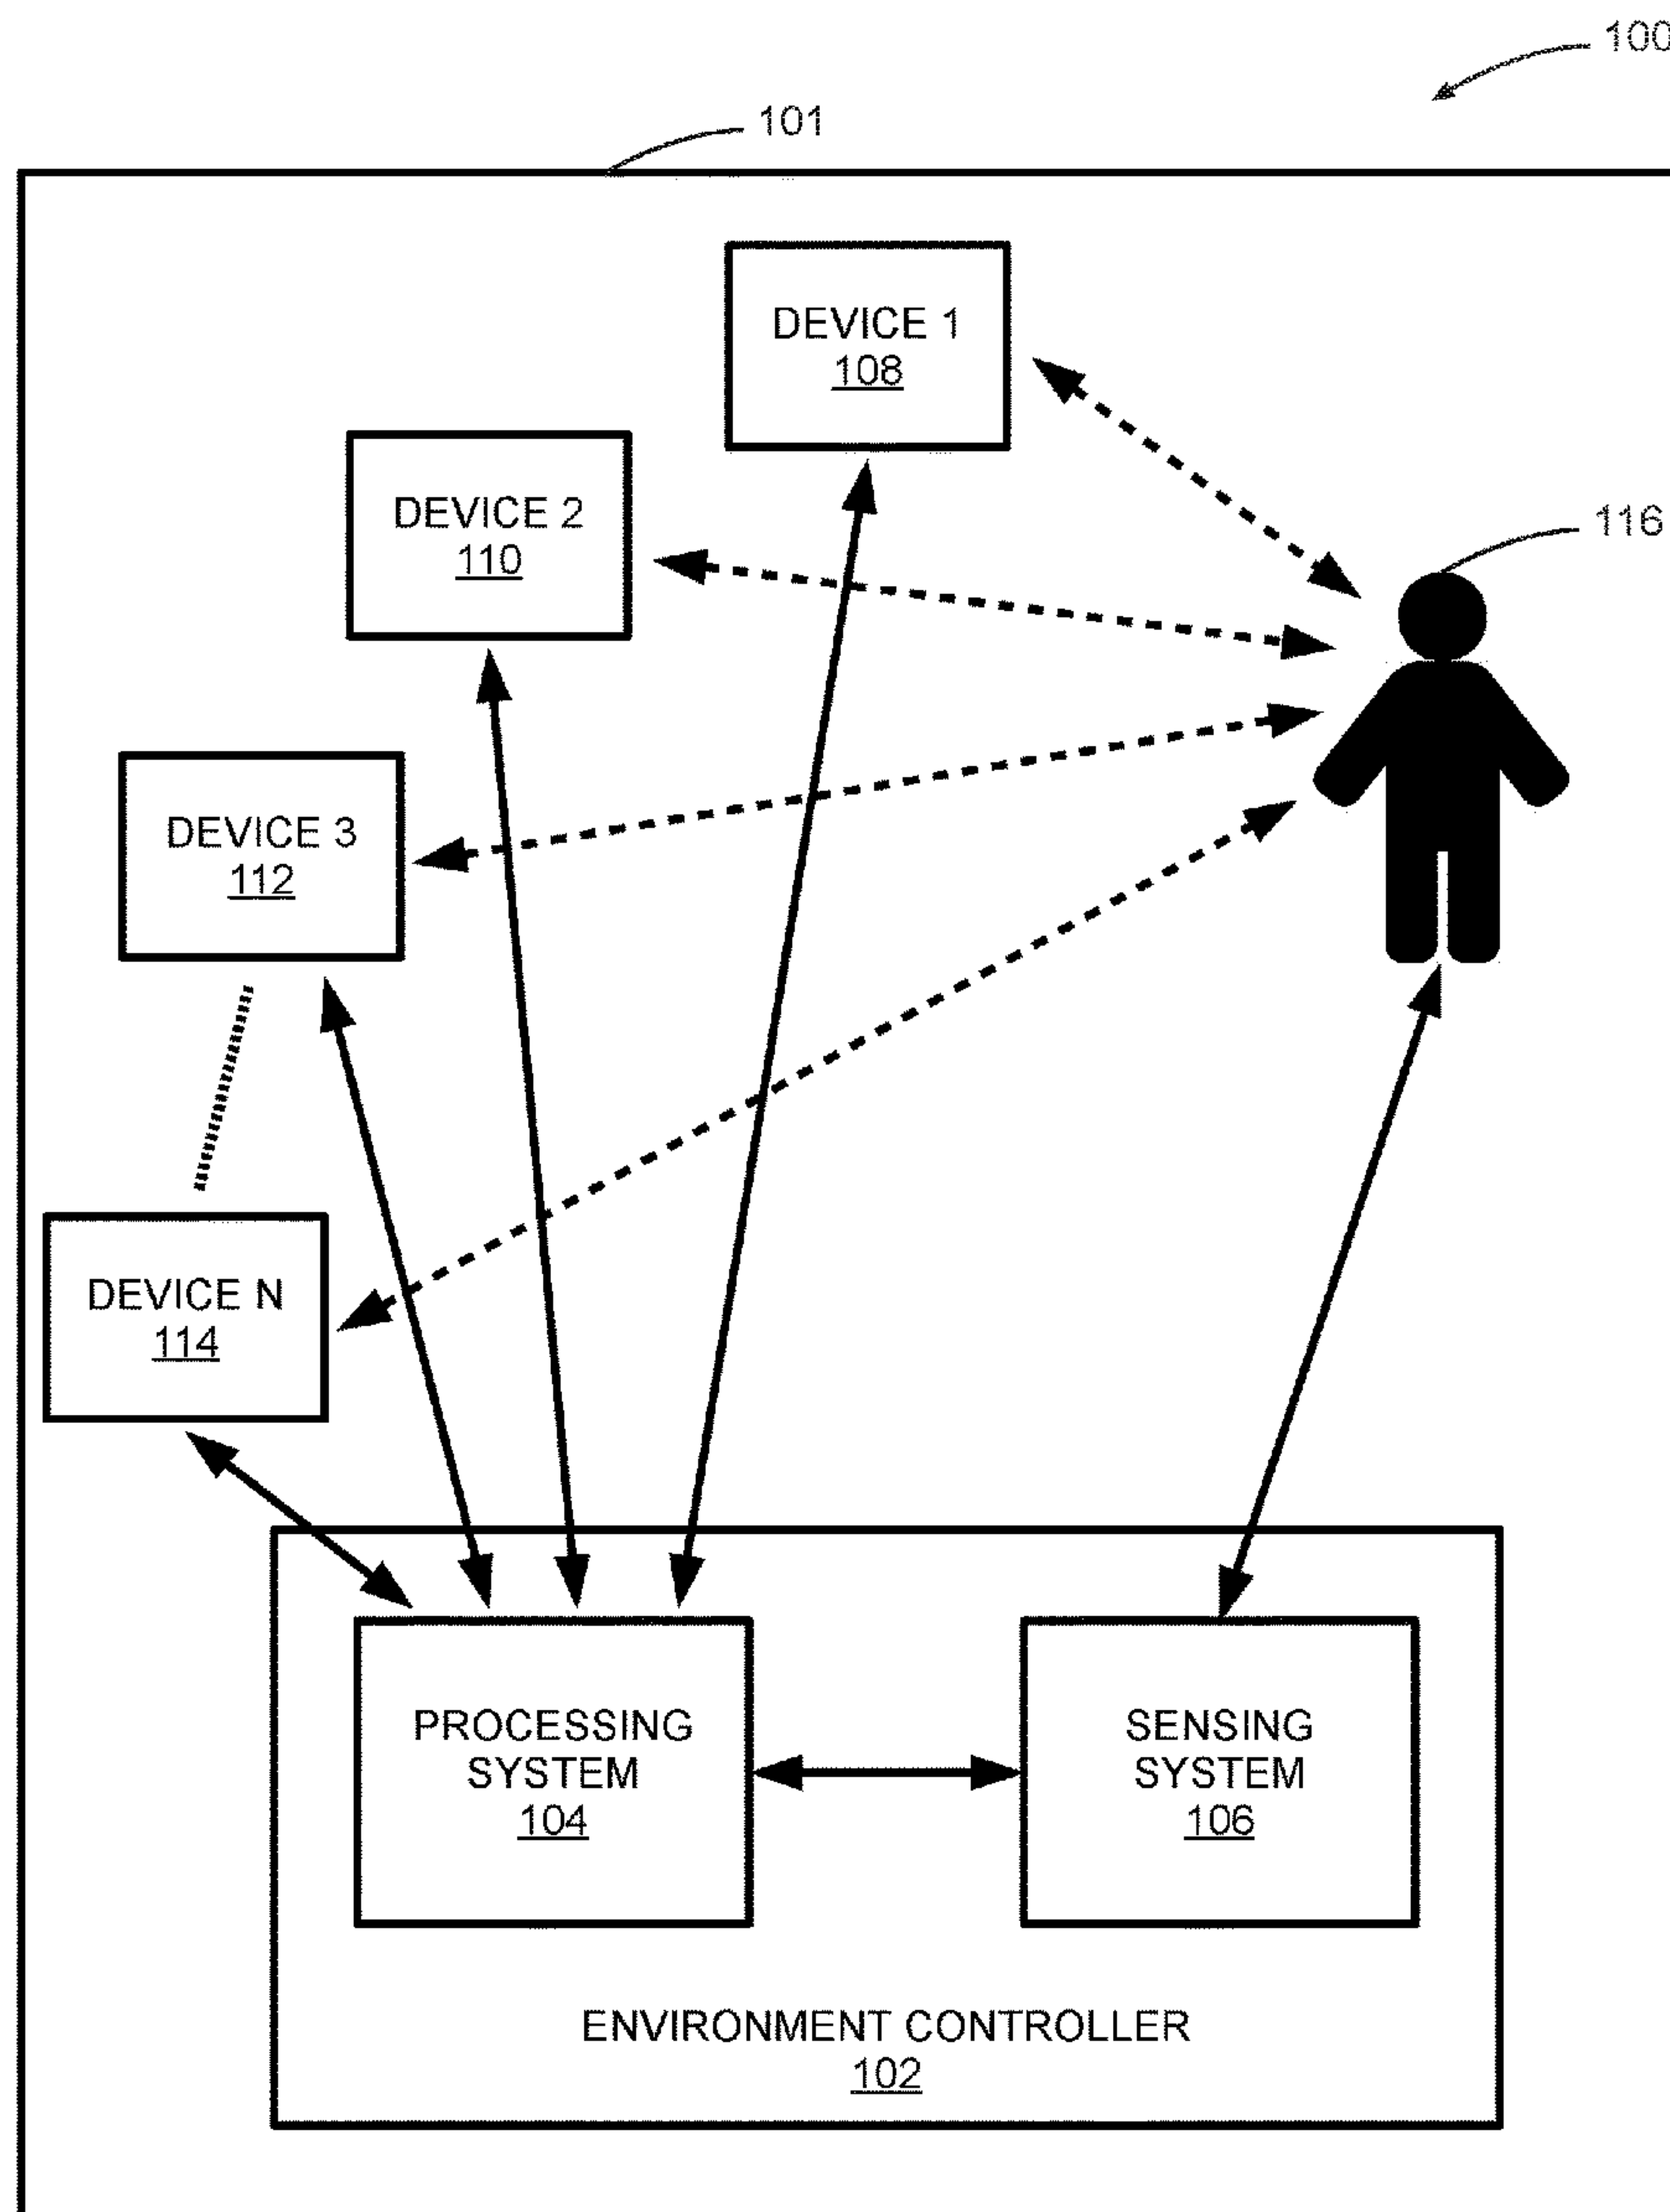 100
101
DEVICE 1
108
DEVICE 2
110
116
DEVICE 3
112
DEVICE N
114
PROCESSING
SYSTEM
104
SENSING
SYSTEM
106
ENVIRONMENT CONTROLLER
102